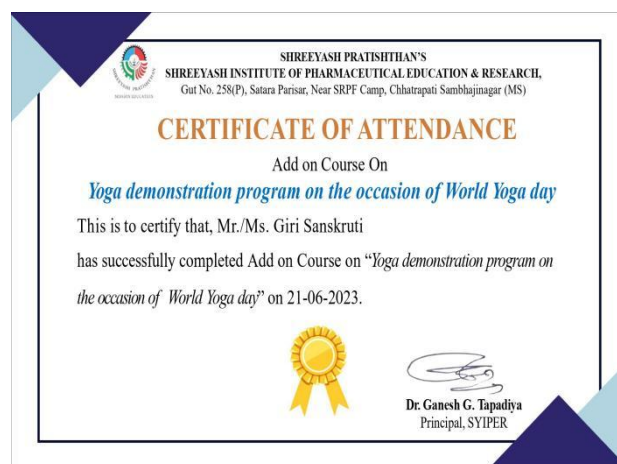 SHREEYASH PRATISHTHAN'S
SHREEYASH INSTITUTE OF PHARMACEUTICAL EDUCATION & RESEARCH,
Gut No. 258(P), Satara Parisar, Near SRPF Camp, Chhatrapati Sambhajinagar (MS)
CERTIFICATE OF ATTENDANCE
Add on Course On
Yoga demonstration program on the occasion of World Yoga day
This is to certify that, Mr./Ms. Giri Sanskruti
has successfully completed Add on Course on “Yoga demonstration program on
the occasion of World Yoga day” on 21-06-2023.
Dr. Ganesh G. Tapadiya
Principal, SYIPER